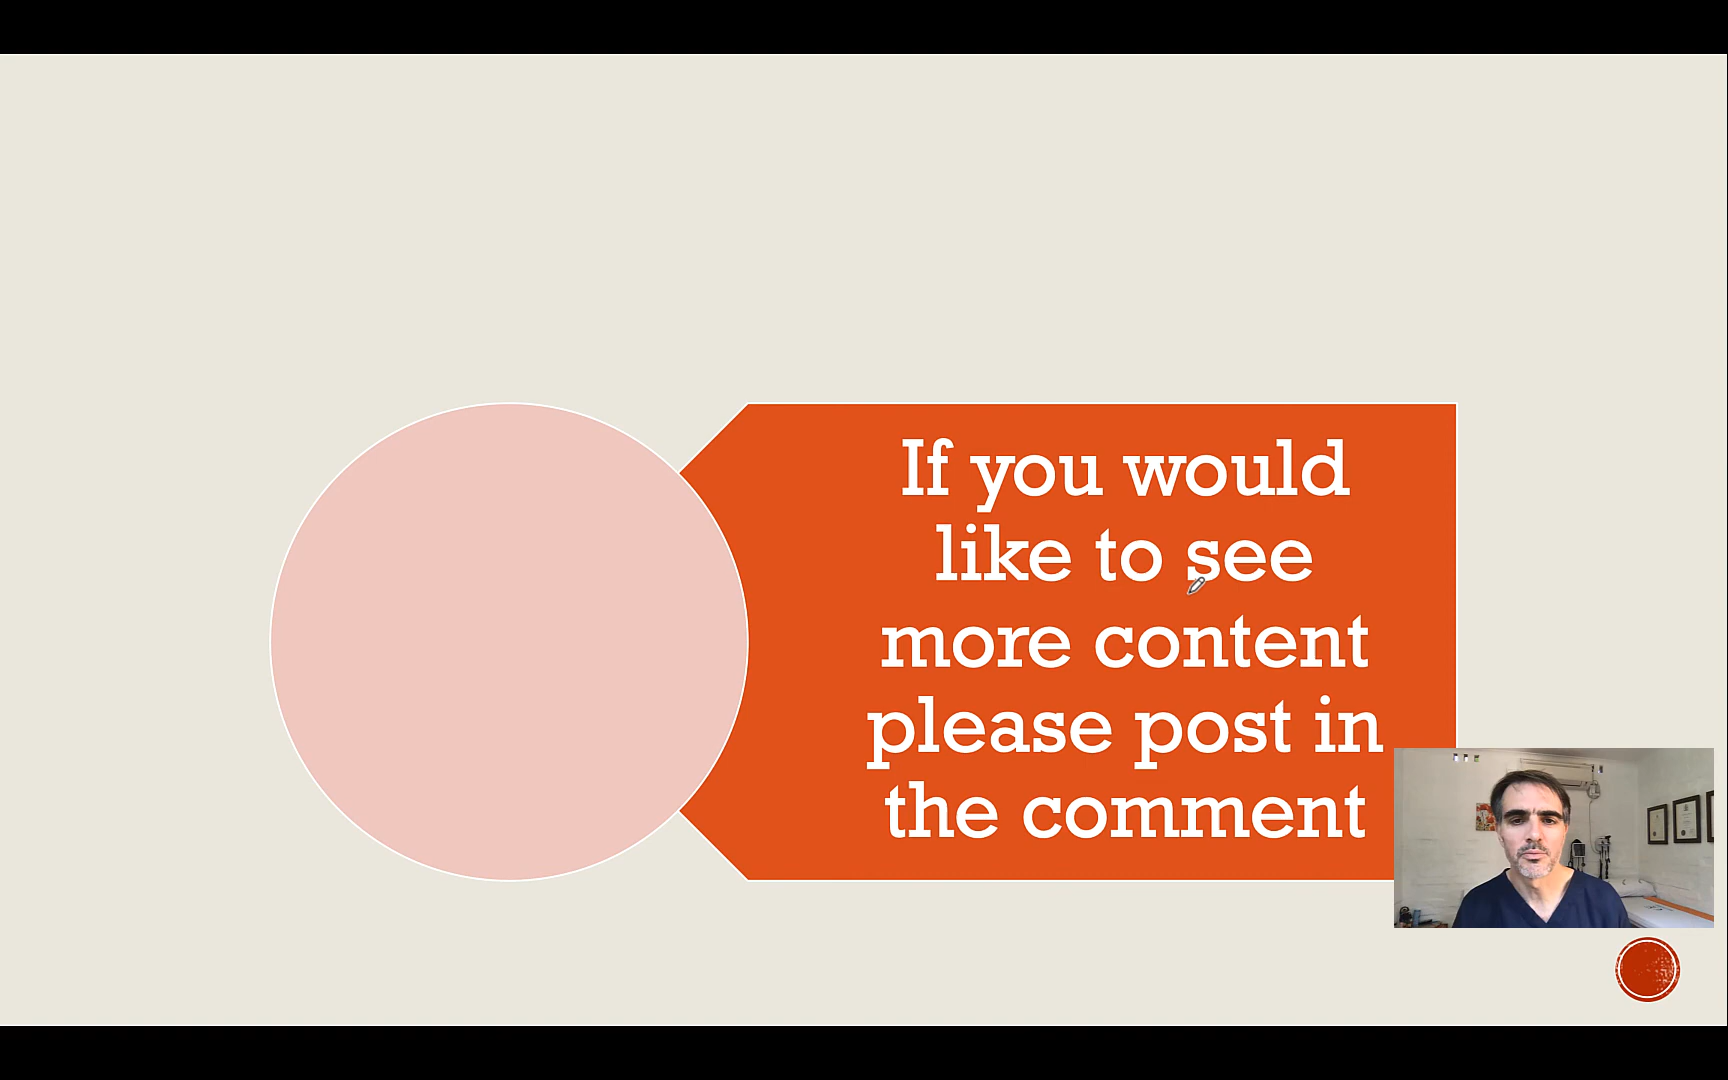 If you would
like to see
more content
please post in
the comment